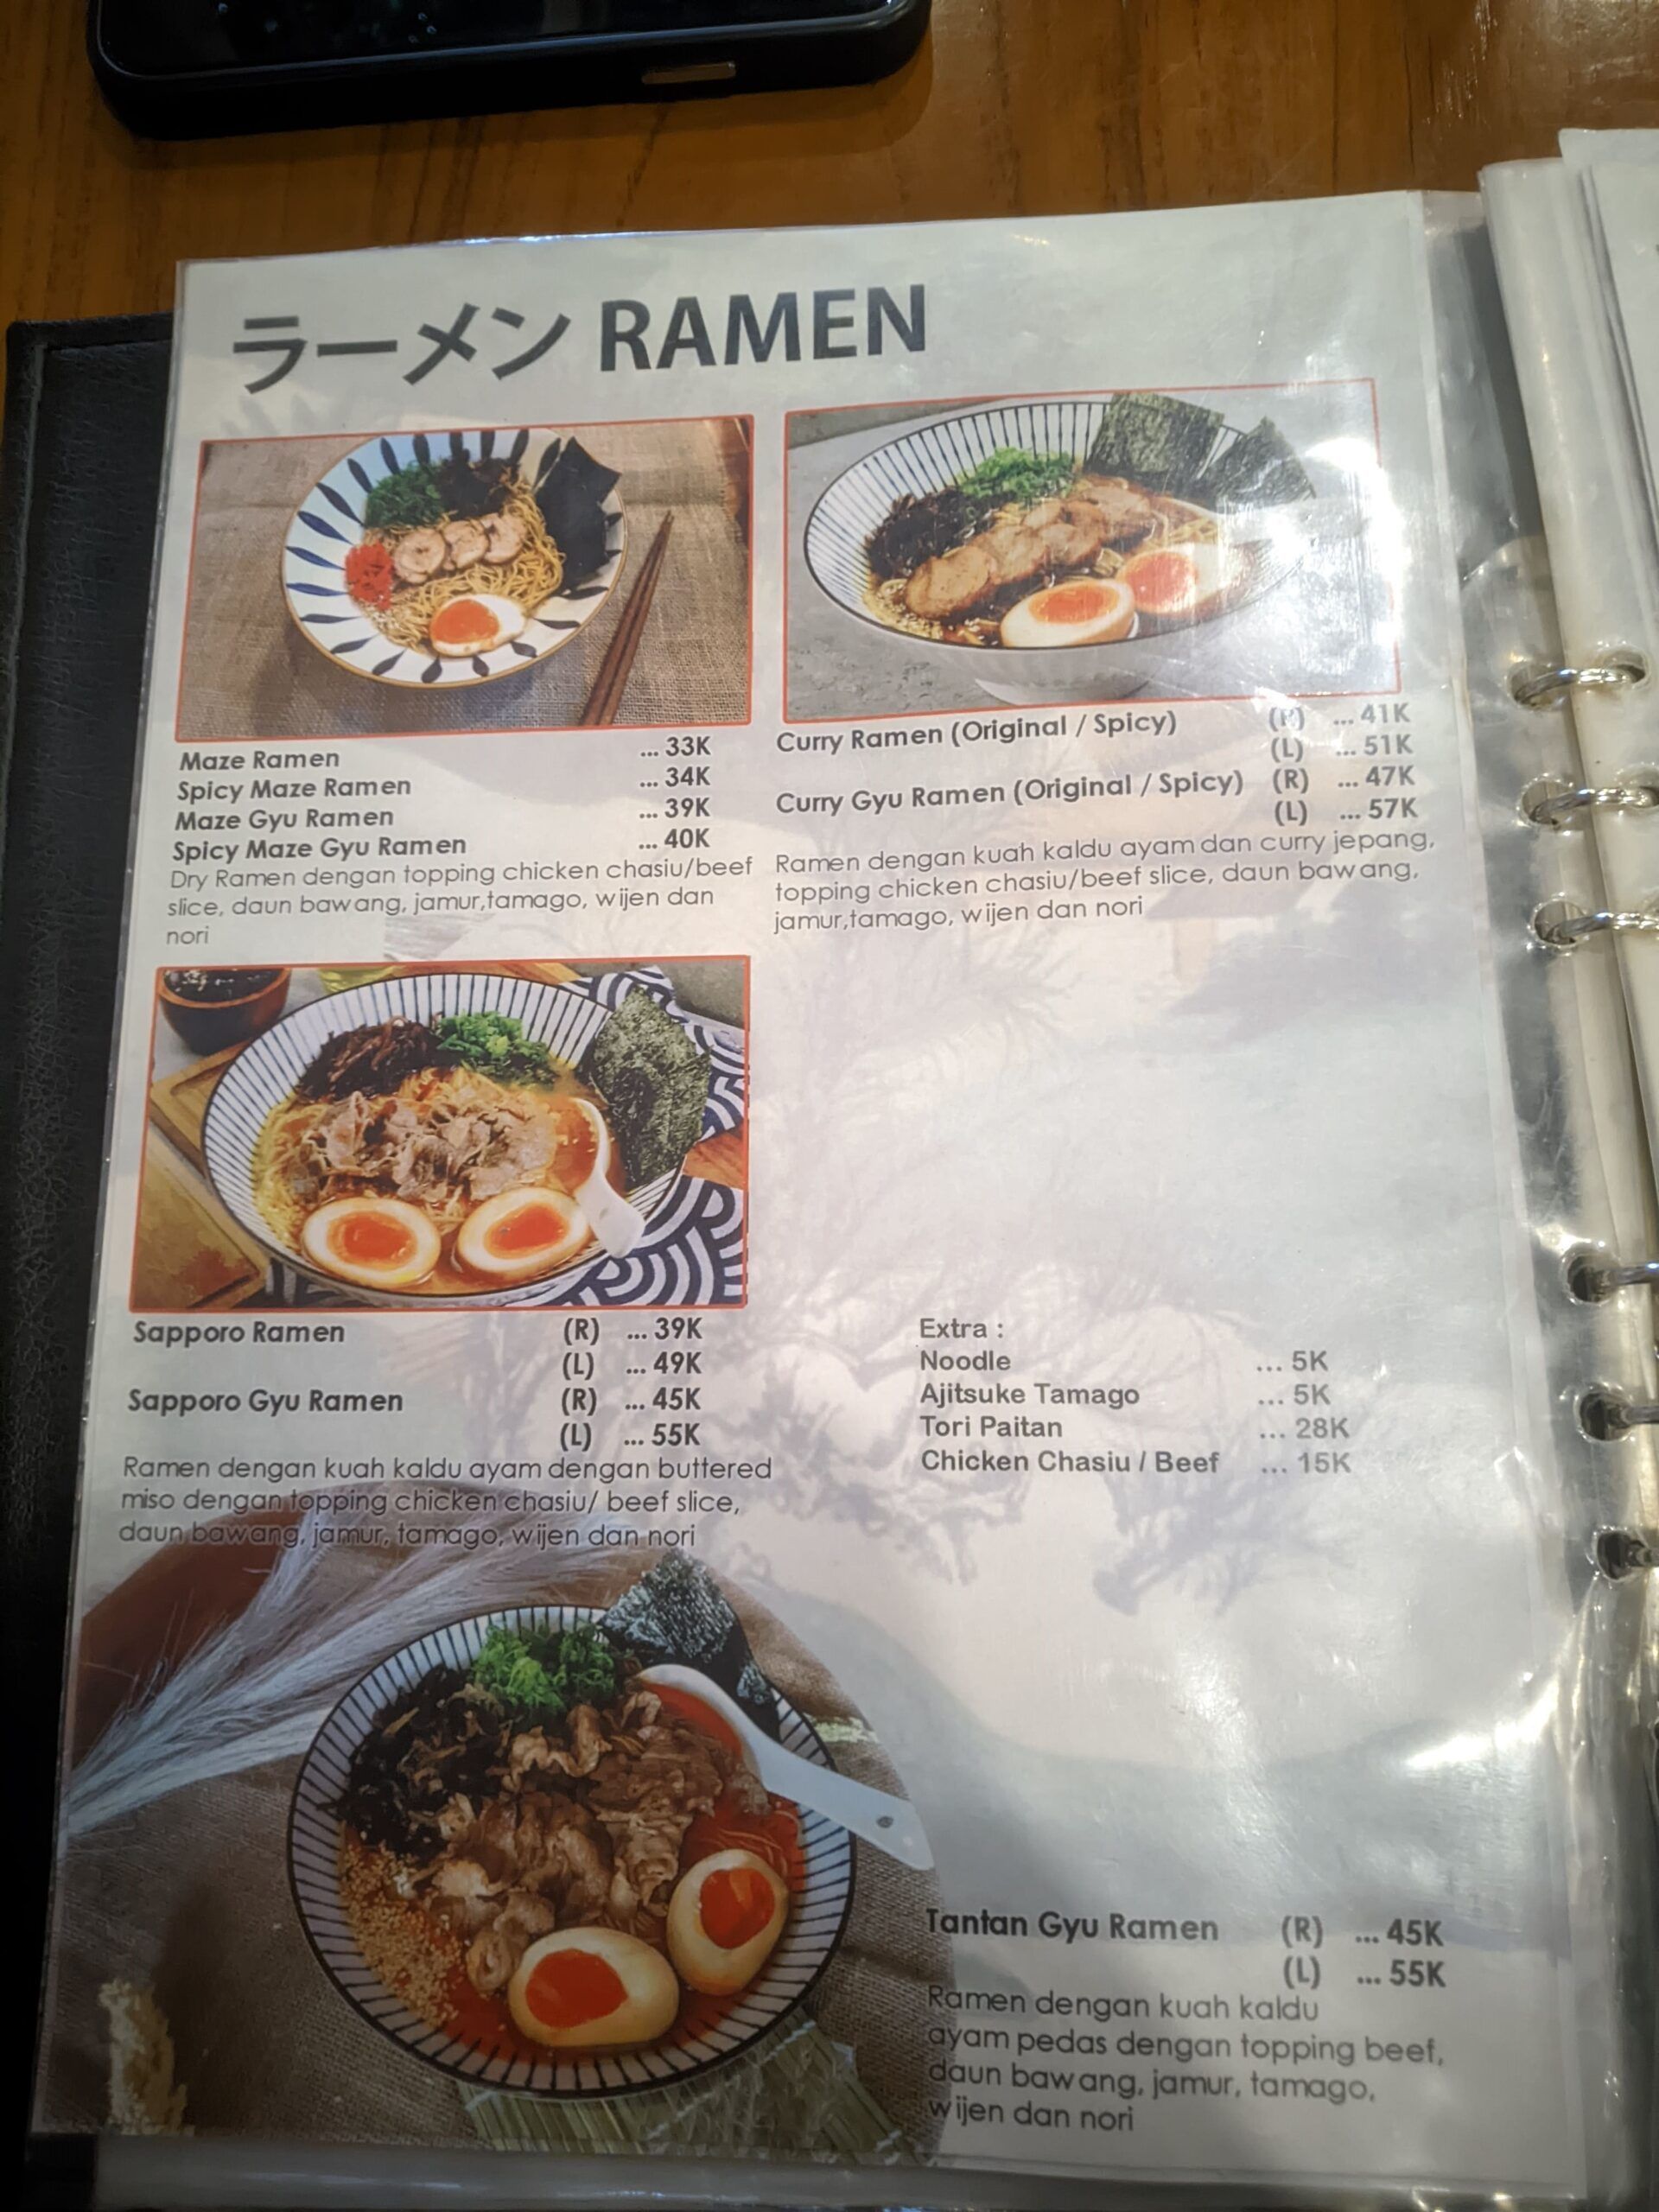 ラーメン RAMEN
Maze Ramen ... 33K
Spicy Maze Ramen ... 34K
Maze Gyu Ramen ... 39K
Spicy Maze Gyu Ramen ... 40K
Dry Ramen dengan topping chicken chasiu/beef
slice, daun bawang, jamur,tamago, wijen dan
nori
Curry Ramen (Original / Spicy) (R) ... 41K
(L) ... 51K
Curry Gyu Ramen (Original / Spicy) (R) ... 47K
(L) ... 57K
Ramen dengan kuah kaldu ayam dan curry jepang,
topping chicken chasiu/beef slice, daun bawang,
jamur,tamago, wijen dan nori
Sapporo Ramen (R) ... 39K
(L) ... 49K
Sapporo Gyu Ramen (R) ... 45K
(L) ... 55K
Ramen dengan kuah kaldu ayam dengan buttered
miso dengan topping chicken chasiu/ beef slice,
daun bawang, jamur, tamago, wijen dan nori
Extra :
Noodle ... 5K
Ajitsuke Tamago ... 5K
Tori Paitan ... 28K
Chicken Chasiu / Beef ... 15K
Tantan Gyu Ramen (R) ... 45K
(L) ... 55K
Ramen dengan kuah kaldu
ayam pedas dengan topping beef,
daun bawang, jamur, tamago,
wijen dan nori